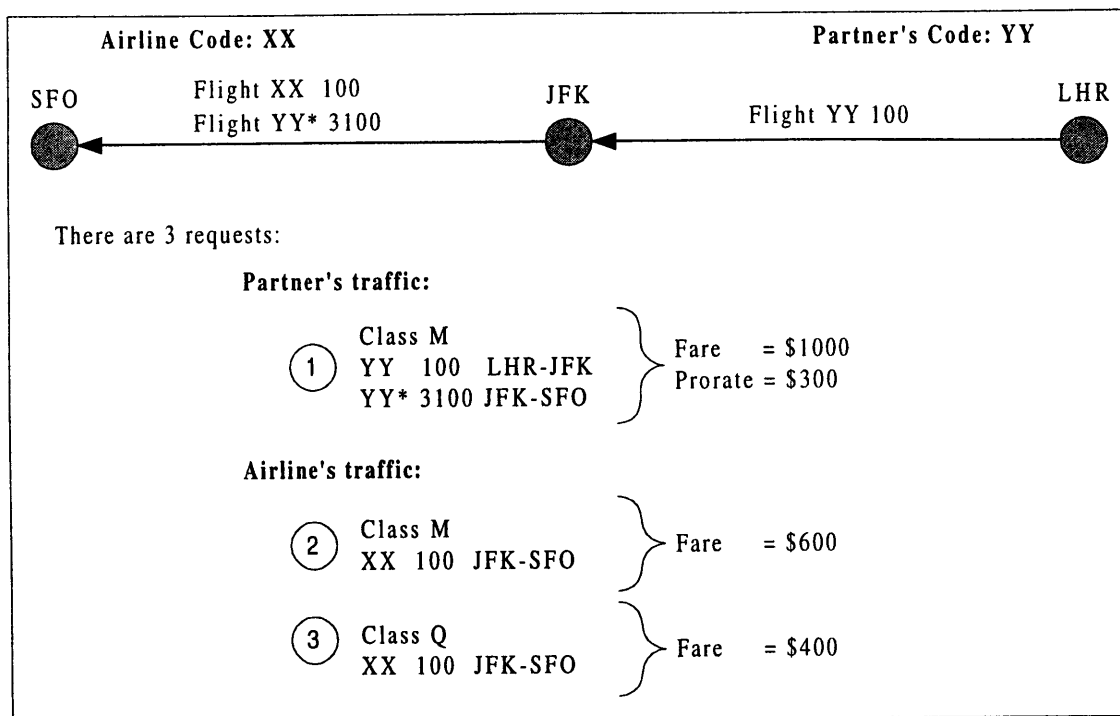 Airline Code: XX
Partner's Code: YY
SFO
Flight XX 100
Flight YY* 3100
JFK
Flight YY 100
LHR
There are 3 requests:
Partner's traffic:
1
Class M
YY 100 LHR-JFK
YY* 3100 JFK-SFO
Fare = $1000
Prorate = $300
Airline's traffic:
2
Class M
XX 100 JFK-SFO
Fare = $600
3
Class Q
XX 100 JFK-SFO
Fare = $400